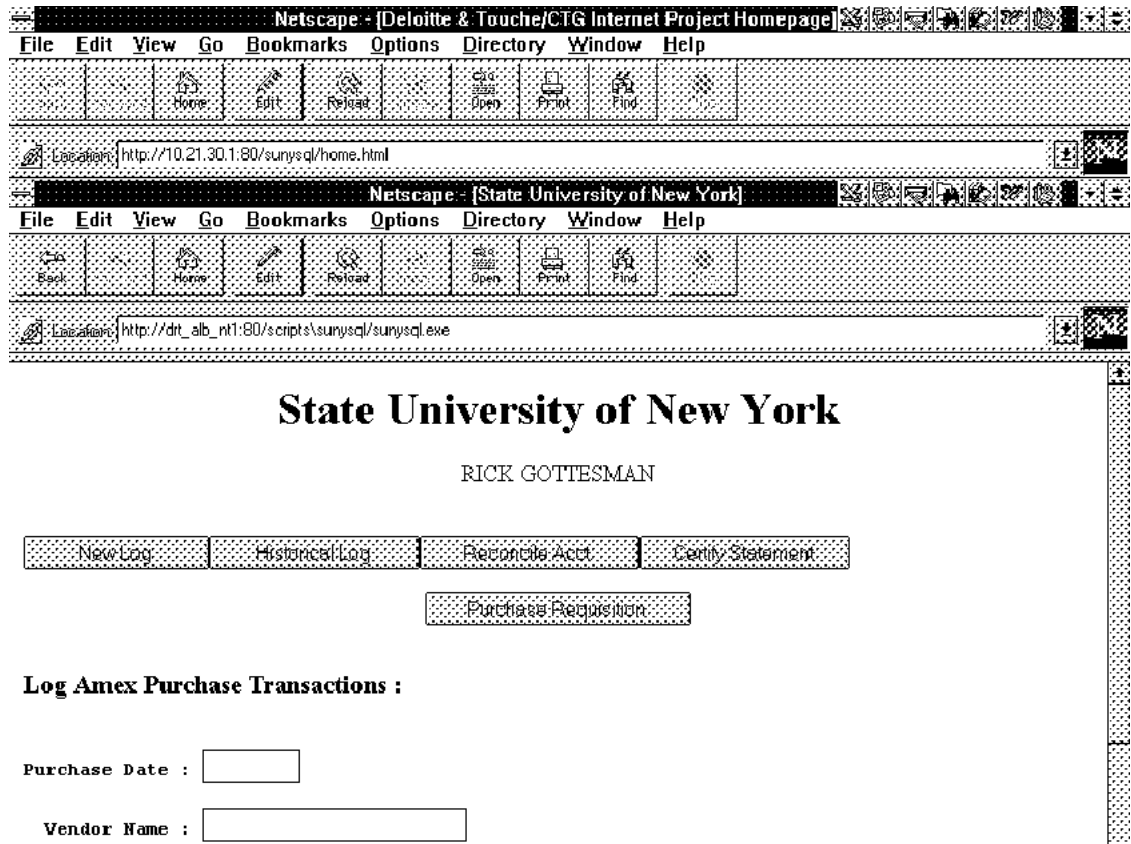 Netscape - [Deloitte & Touche/CTG Internet Project Homepage]
File Edit View Go Bookmarks Options Directory Window Help
Home Edit Reload Open Print Find
Location: http://10.21.30.1:80/sunysql/home.html
Netscape - [State University of New York]
File Edit View Go Bookmarks Options Directory Window Help
Back Home Edit Reload Open Print Find
Location: http://drt_alb_nt1:80/scripts\sunysql/sunysql.exe
State University of New York
RICK GOTTESMAN
New Log Historical Log Reconcile Acct Certify Statement
Purchase Requisition
Log Amex Purchase Transactions :
Purchase Date :
Vendor Name :